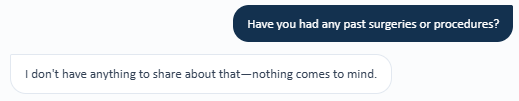 Have you had any past surgeries or procedures?
I don't have anything to share about that—nothing comes to mind.